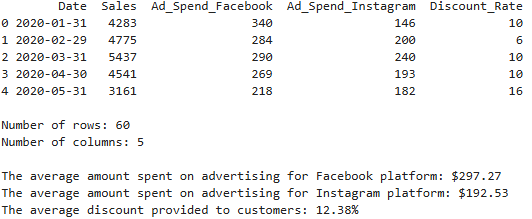 Date Sales Ad_Spend_Facebook Ad_Spend_Instagram Discount_Rate
0 2020-01-31 4283 340 146 10
1 2020-02-29 4775 284 200 6
2 2020-03-31 5437 290 240 10
3 2020-04-30 4541 269 193 10
4 2020-05-31 3161 218 182 16
Number of rows: 60
Number of columns: 5
The average amount spent on advertising for Facebook platform: $297.27
The average amount spent on advertising for Instagram platform: $192.53
The average discount provided to customers: 12.38%